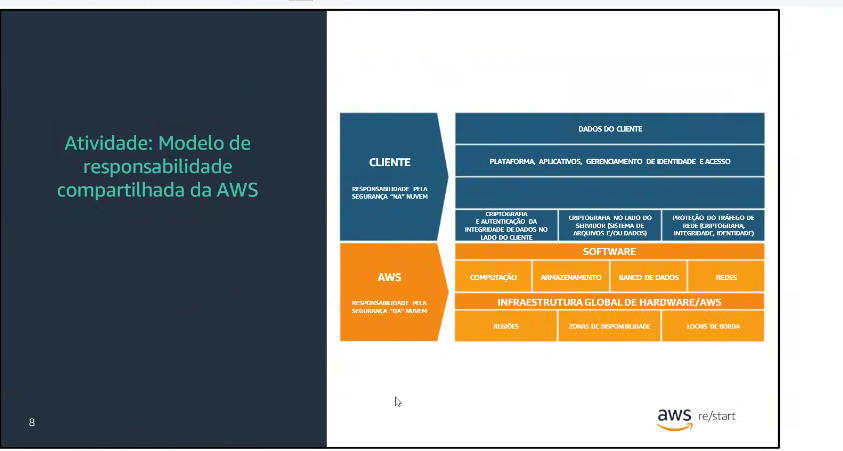 Atividade: Modelo de
responsabilidade
compartilhada da AWS
CLIENTE
RESPONSABILIDADE PELA
SEGURANÇA "NA" NUVEM
DADOS DO CLIENTE
PLATAFORMA, APLICATIVOS, GERENCIAMENTO DE IDENTIDADE E ACESSO
CRIPTOGRAFIA
E AUTENTICAÇÃO DA
INTEGRIDADE DE DADOS NO
LADO DO CLIENTE
CRIPTOGRAFIA NO LADO DO
SERVIDOR (SISTEMA DE
ARQUIVOS E/OU DADOS)
PROTEÇÃO DO TRÁFEGO DE
REDE (CRIPTOGRAFIA,
INTEGRIDADE, IDENTIDADE)
AWS
RESPONSABILIDADE PELA
SEGURANÇA "DA" NUVEM
SOFTWARE
COMPUTAÇÃO
ARMAZENAMENTO
BANCO DE DADOS
REDES
INFRAESTRUTURA GLOBAL DE HARDWARE/AWS
REGIÕES
ZONAS DE DISPONIBILIDADE
LOCAIS DE BORDA
8
aws re/start